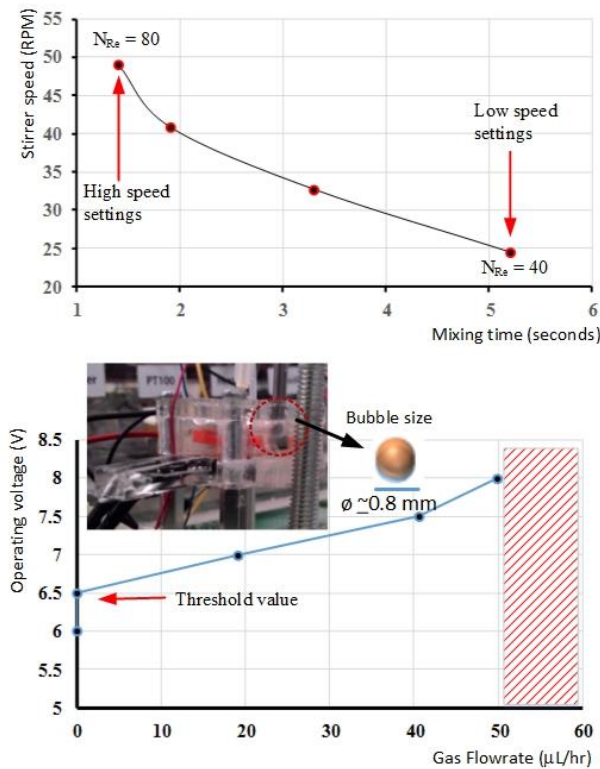 Stirrer speed (RPM)
55
50
45
40
35
30
25
20
N_Re = 80
High speed
settings
Low speed
settings
N_Re = 40
1 2 3 4 5 6
Mixing time (seconds)
PT100
Bubble size
ø ~0.8 mm
Operating voltage (V)
8.5
8
7.5
7
6.5
6
5.5
5
Threshold value
0 10 20 30 40 50 60
Gas Flowrate (µL/hr)